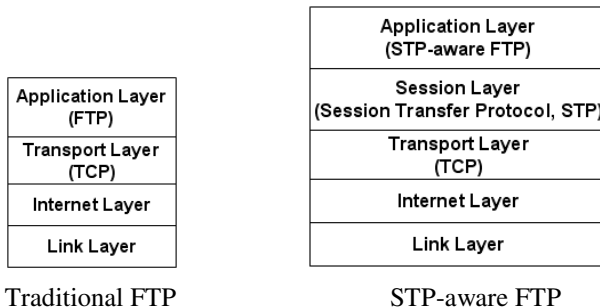 Application Layer
(FTP)
Transport Layer
(TCP)
Internet Layer
Link Layer
Traditional FTP
Application Layer
(STP-aware FTP)
Session Layer
(Session Transfer Protocol, STP)
Transport Layer
(TCP)
Internet Layer
Link Layer
STP-aware FTP